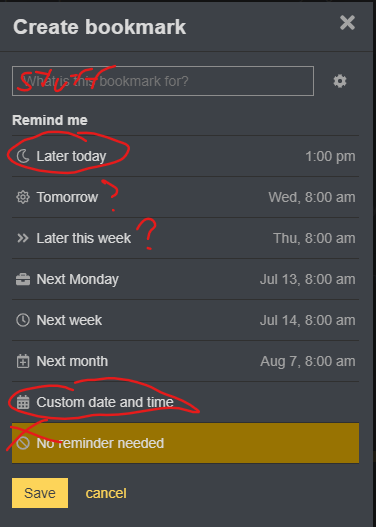 Create bookmark
stuff
What is this bookmark for?
Remind me
Later today 1:00 pm
Tomorrow ? Wed, 8:00 am
Later this week ? Thu, 8:00 am
Next Monday Jul 13, 8:00 am
Next week Jul 14, 8:00 am
Next month Aug 7, 8:00 am
Custom date and time
No reminder needed
Save cancel